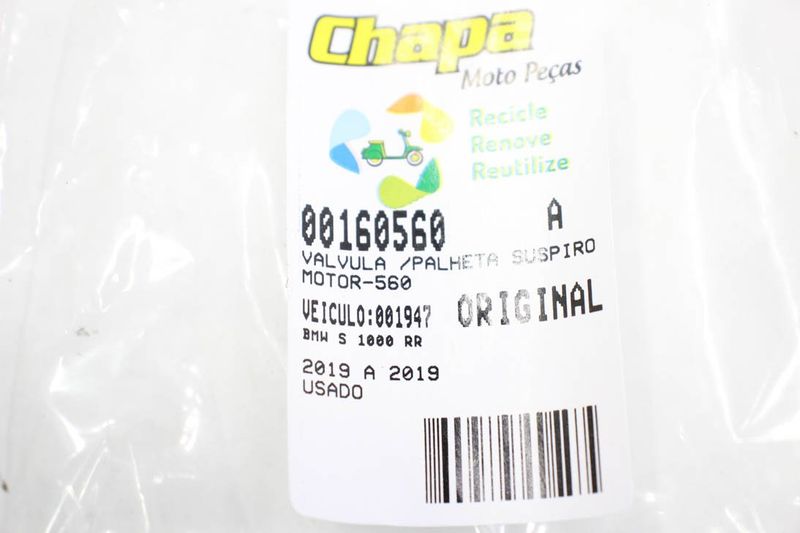 Chapa
Moto Peças
Recicle
Renove
Reutilize
00160560 A
VALVULA /PALHETA SUSPIRO
MOTOR-560
VEICULO:001947 ORIGINAL
BMW S 1000 RR
2019 A 2019
USADO